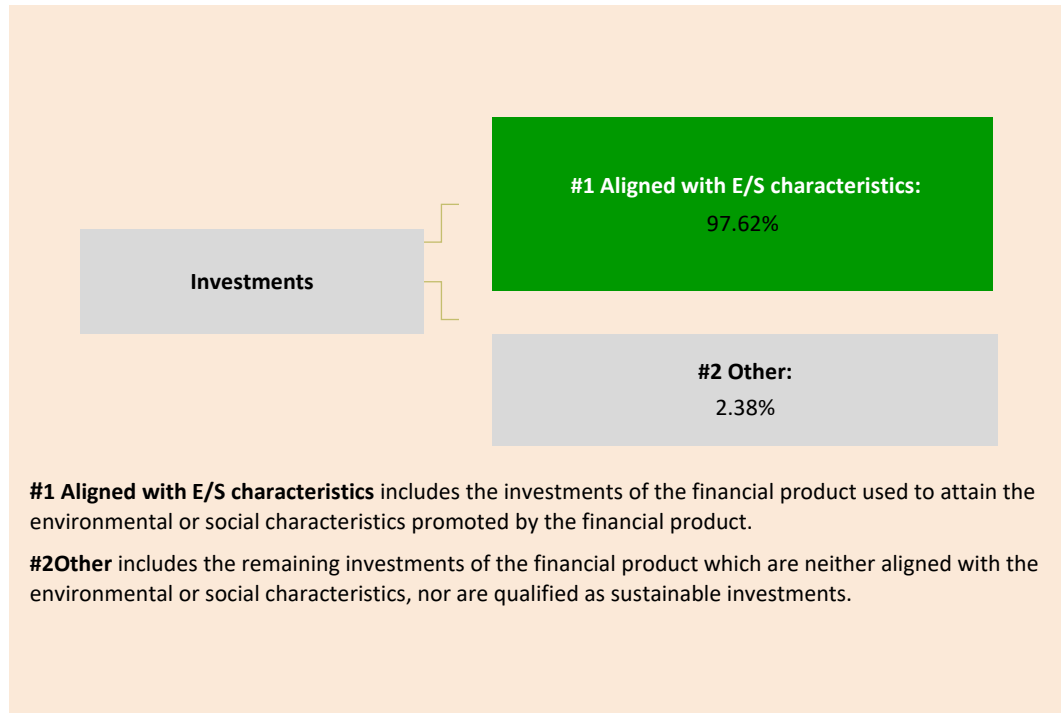 #1 Aligned with E/S characteristics:
97.62%
Investments
#2 Other:
2.38%
#1 Aligned with E/S characteristics includes the investments of the financial product used to attain the
environmental or social characteristics promoted by the financial product.
#2Other includes the remaining investments of the financial product which are neither aligned with the
environmental or social characteristics, nor are qualified as sustainable investments.